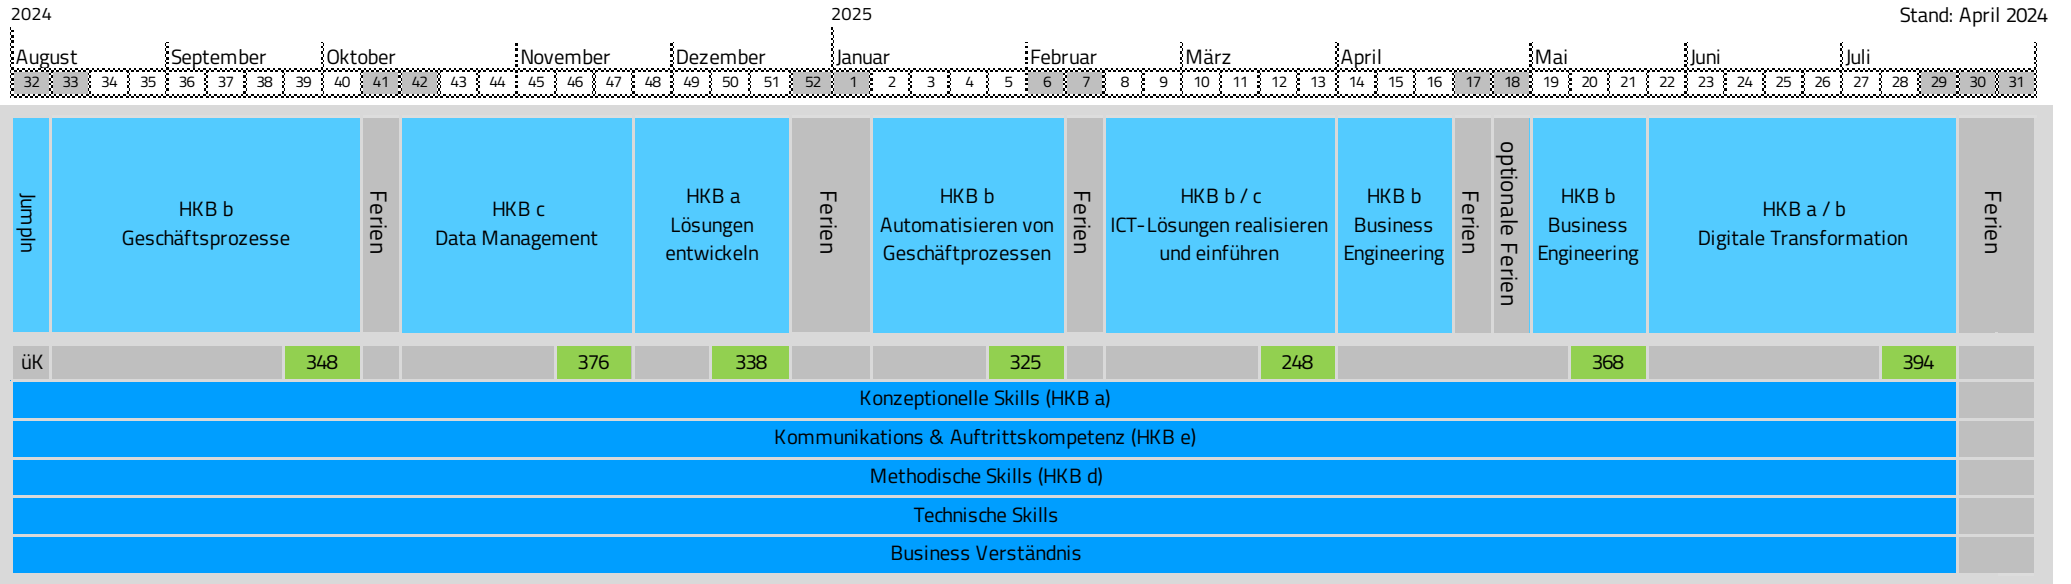 2024 2025 Stand: April 2024
August September Oktober November Dezember Januar Februar März April Mai Juni Juli
32 33 34 35 36 37 38 39 40 41 42 43 44 45 46 47 48 49 50 51 52 1 2 3 4 5 6 7 8 9 10 11 12 13 14 15 16 17 18 19 20 21 22 23 24 25 26 27 28 29 30 31
JumpIn
HKB b
Geschäftsprozesse
Ferien
HKB c
Data Management
HKB a
Lösungen
entwickeln
Ferien
HKB b
Automatisieren von
Geschäftprozessen
Ferien
HKB b / c
ICT-Lösungen realisieren
und einführen
HKB b
Business
Engineering
Ferien
optionale Ferien
HKB b
Business
Engineering
HKB a / b
Digitale Transformation
Ferien
üK 348 376 338 325 248 368 394
Konzeptionelle Skills (HKB a)
Kommunikations & Auftrittskompetenz (HKB e)
Methodische Skills (HKB d)
Technische Skills
Business Verständnis